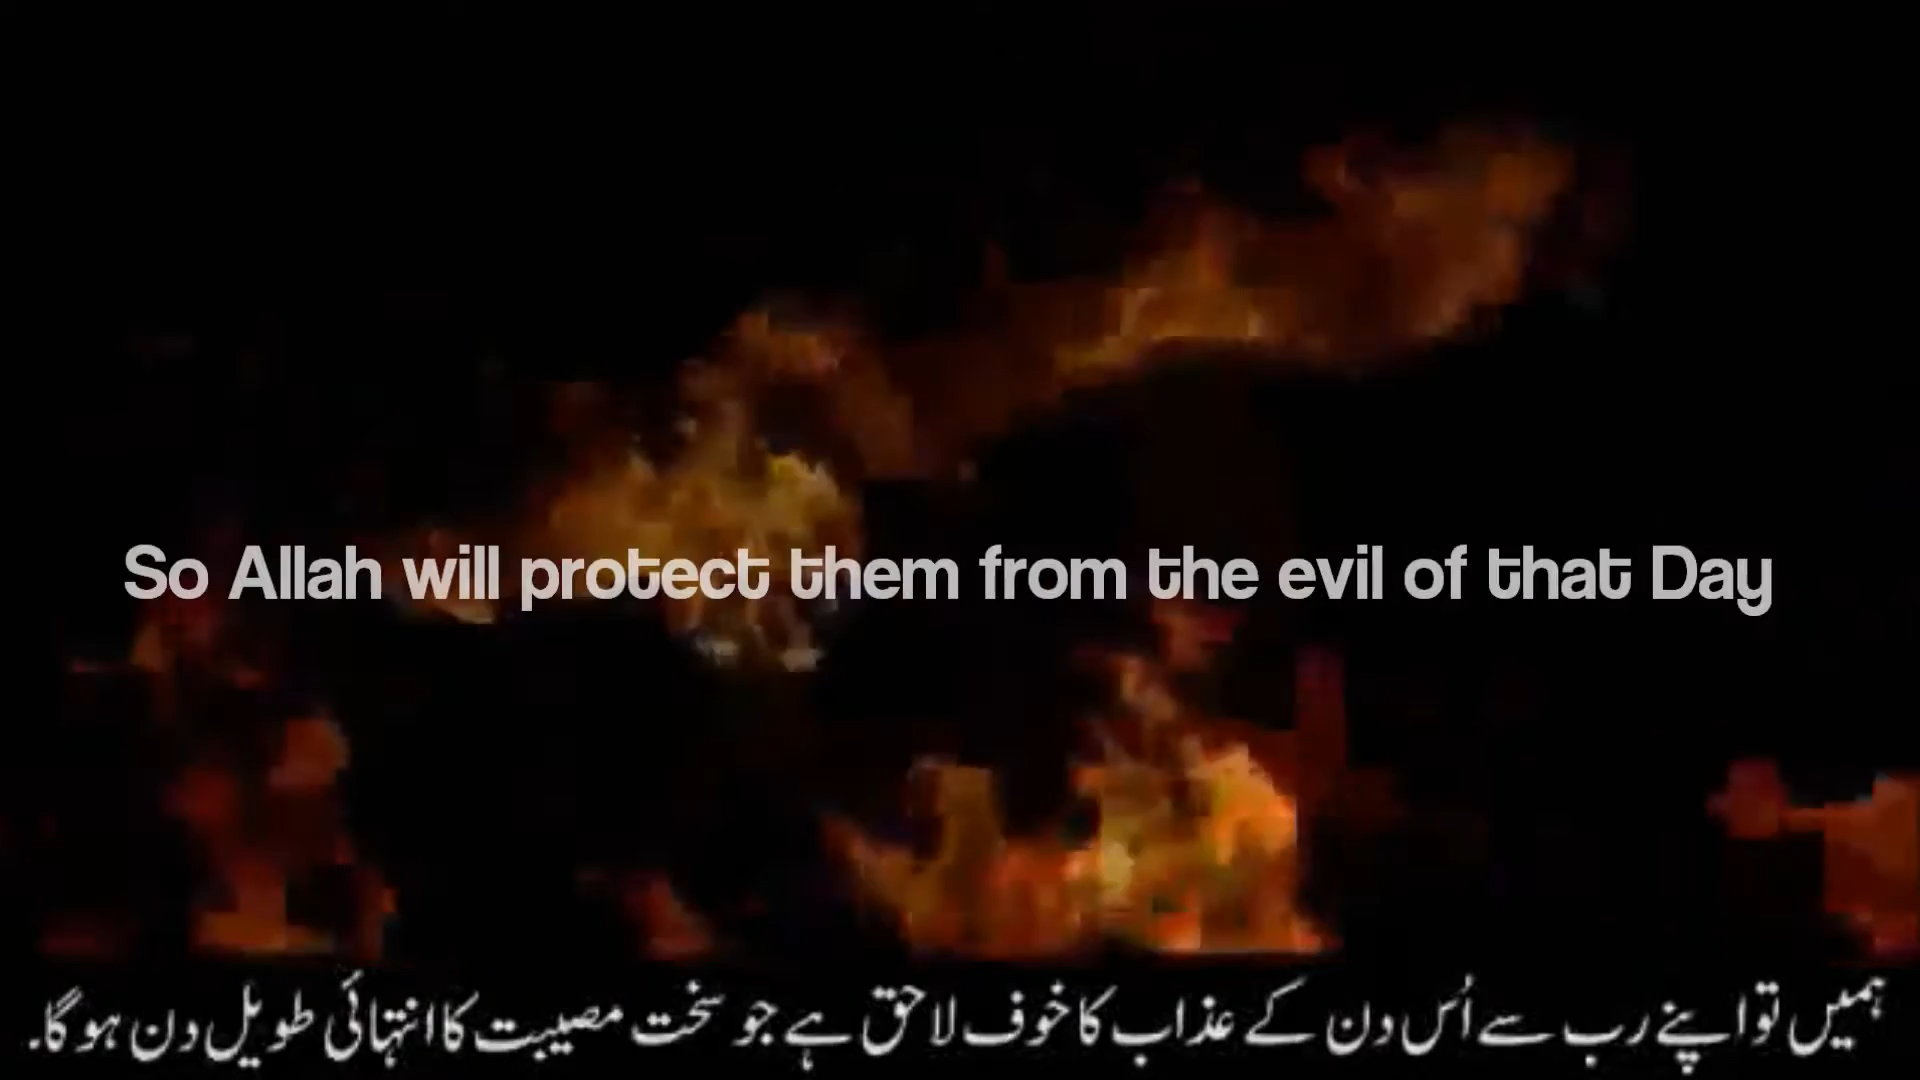 So Allah will protect them from the evil of that Day
ہمیں تو اپنے رب سے اُس دن کے عذاب کا خوف لاحق ہے جو سخت مصیبت کا انتہائی طویل دن ہو گا۔